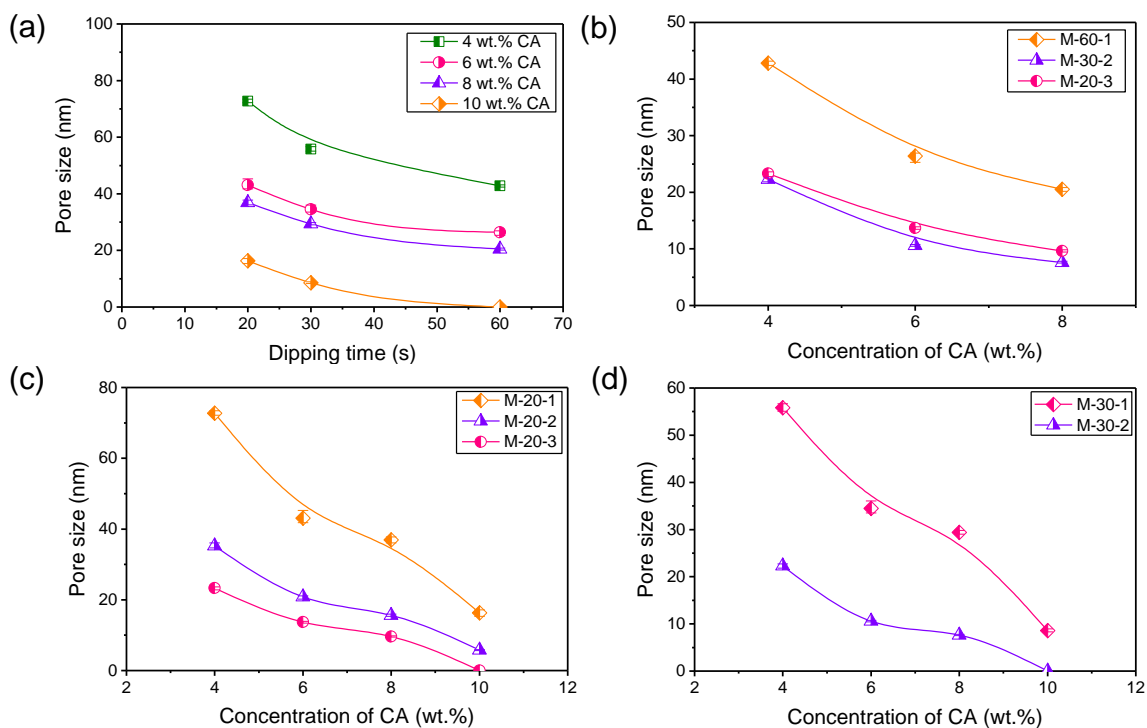 (a)
100
80
60
40
20
0
0 10 20 30 40 50 60 70
Pore size (nm)
Dipping time (s)
4 wt.% CA
6 wt.% CA
8 wt.% CA
10 wt.% CA
(b)
50
40
30
20
10
0
4 6 8
Pore size (nm)
Concentration of CA (wt.%)
M-60-1
M-30-2
M-20-3
(c)
80
60
40
20
0
2 4 6 8 10 12
Pore size (nm)
Concentration of CA (wt.%)
M-20-1
M-20-2
M-20-3
(d)
60
50
40
30
20
10
0
2 4 6 8 10 12
Pore size (nm)
Concentration of CA (wt.%)
M-30-1
M-30-2